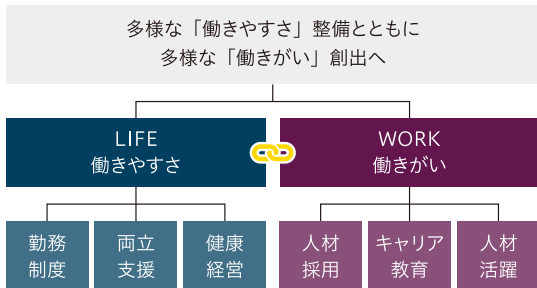 多様な「働きやすさ」整備とともに
多様な「働きがい」創出へ
LIFE
働きやすさ
WORK
働きがい
勤務
制度
両立
支援
健康
経営
人材
採用
キャリア
教育
人材
活躍